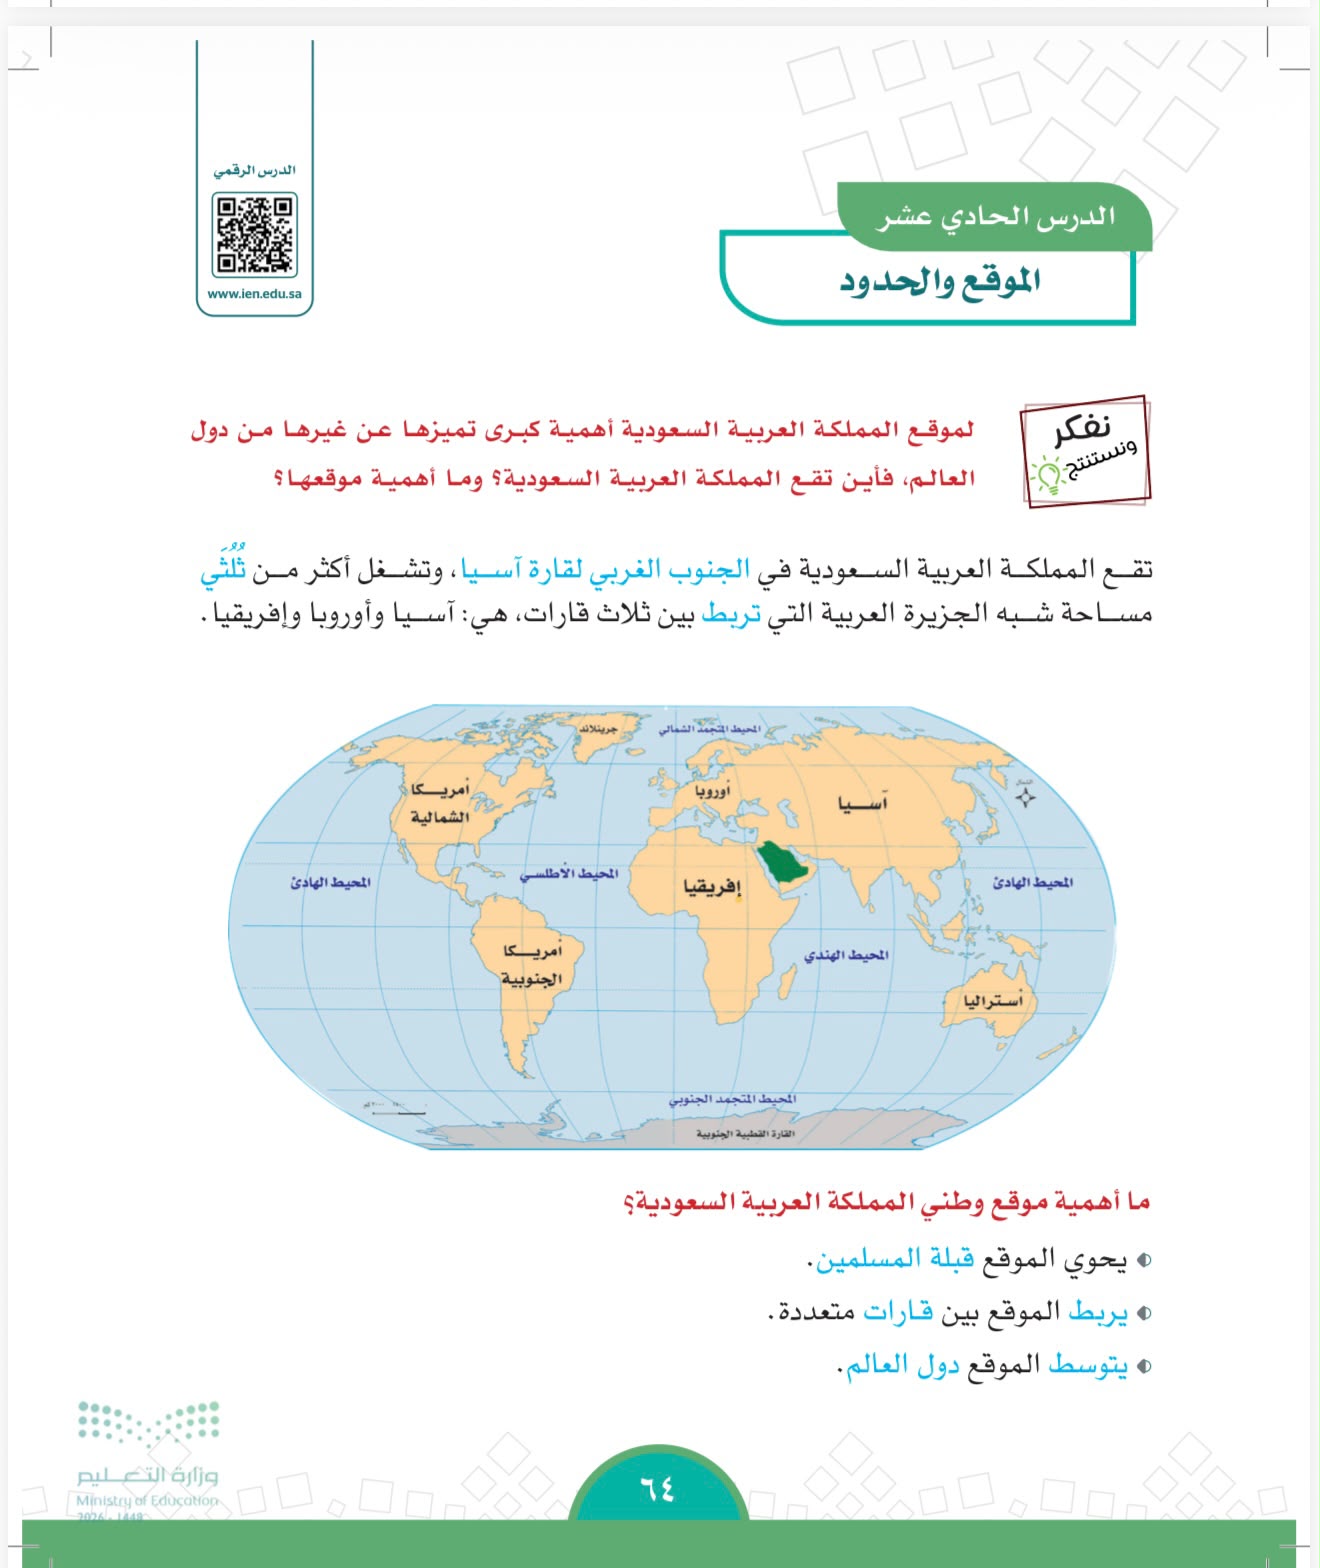 الدرس الرقمي
www.ien.edu.sa
الدرس الحادي عشر
الموقع والحدود
نفكر
ونستنتج
لموقع المملكة العربية السعودية أهمية كبرى تميزها عن غيرها من دول
العالم، فأين تقع المملكة العربية السعودية؟ وما أهمية موقعها؟
تقع المملكة العربية السعودية في الجنوب الغربي لقارة آسيا، وتشغل أكثر من ثُلُثَي
مساحة شبه الجزيرة العربية التي تربط بين ثلاث قارات، هي: آسيا وأوروبا وإفريقيا.
المحيط المتجمد الشمالي
جرينلاند
الشمال
أمريكا
الشمالية
أوروبا
آسيا
المحيط الهادئ
المحيط الأطلسي
إفريقيا
المحيط الهادئ
أمريكا
الجنوبية
المحيط الهندي
أستراليا
المحيط المتجمد الجنوبي
القارة القطبية الجنوبية
ما أهمية موقع وطني المملكة العربية السعودية؟
يحوي الموقع قبلة المسلمين.
يربط الموقع بين قارات متعددة.
يتوسط الموقع دول العالم.
وزارة التعليم
Ministry of Education
2026 - 1448
٦٤